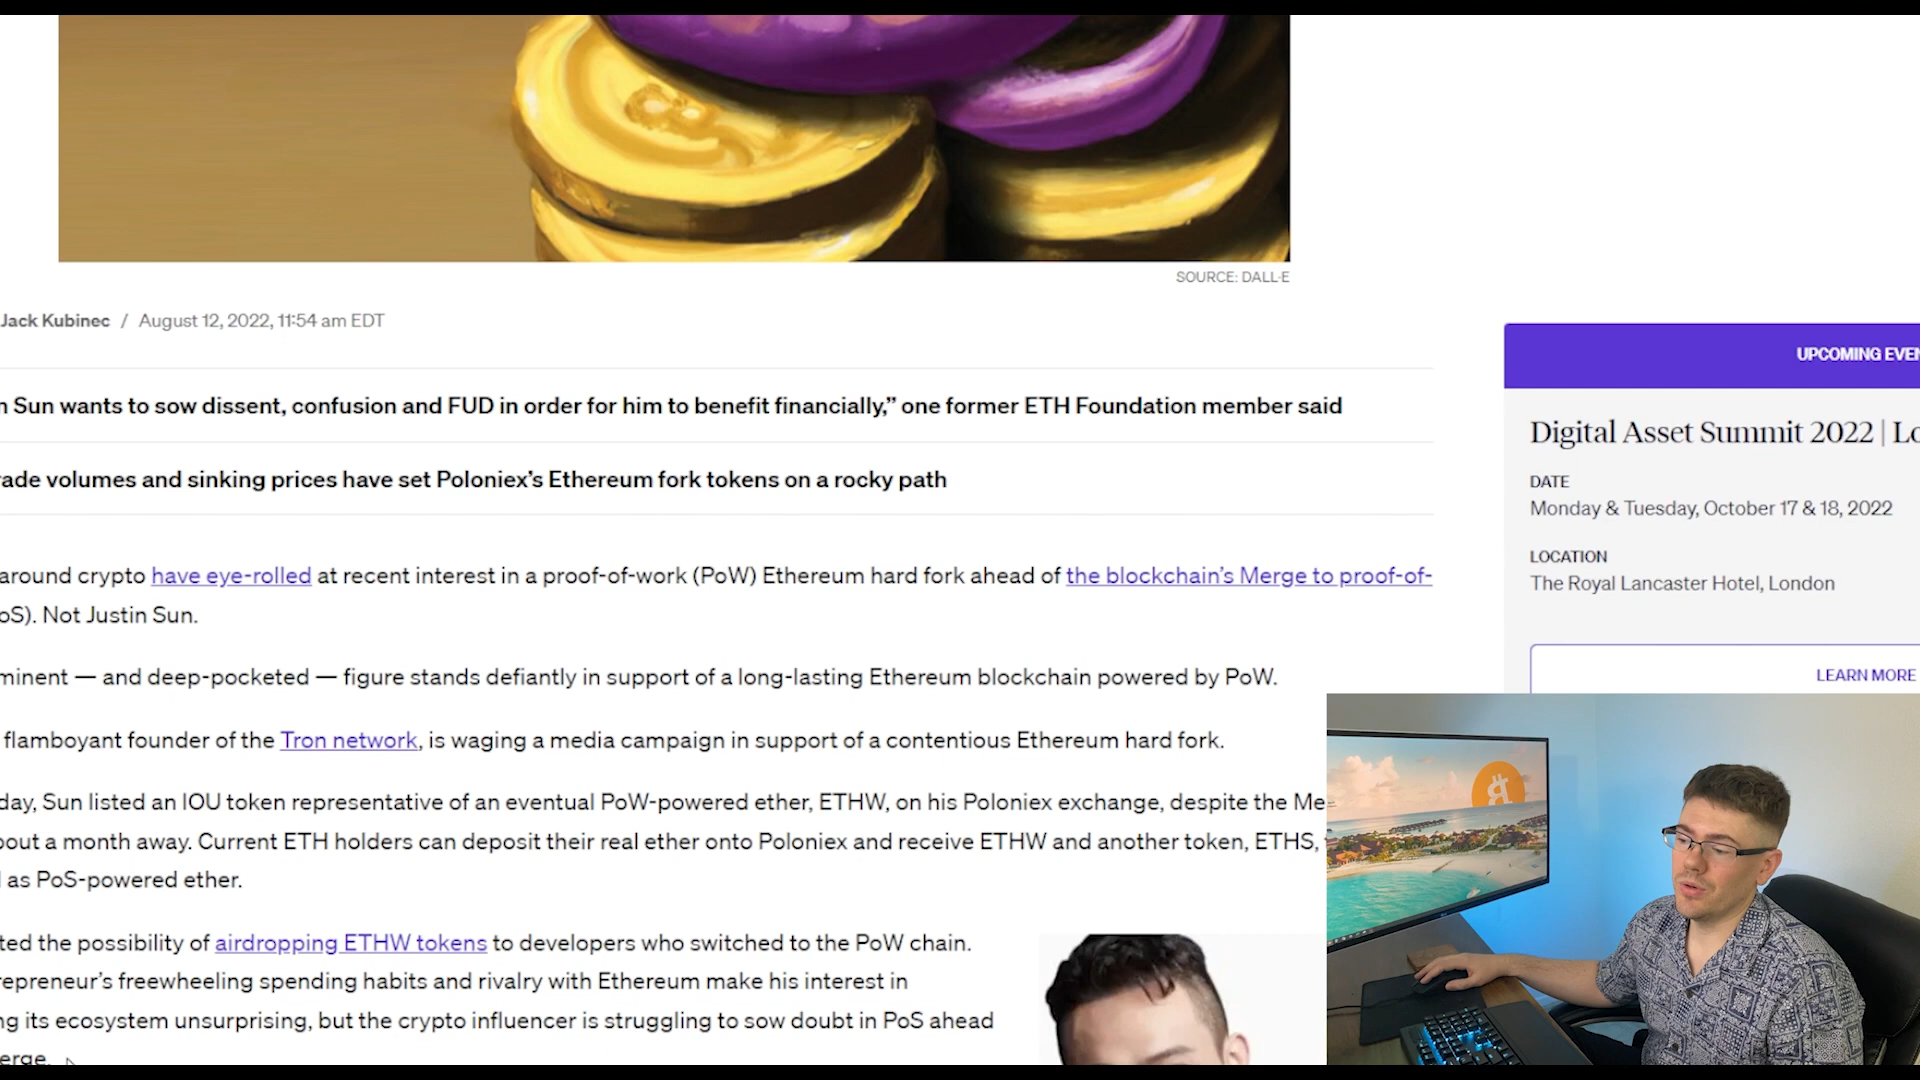 SOURCE: DALL·E
Jack Kubinec / August 12, 2022, 11:54 am EDT
n Sun wants to sow dissent, confusion and FUD in order for him to benefit financially,” one former ETH Foundation member said
rade volumes and sinking prices have set Poloniex’s Ethereum fork tokens on a rocky path
around crypto have eye-rolled at recent interest in a proof-of-work (PoW) Ethereum hard fork ahead of the blockchain’s Merge to proof-of-
oS). Not Justin Sun.
minent — and deep-pocketed — figure stands defiantly in support of a long-lasting Ethereum blockchain powered by PoW.
flamboyant founder of the Tron network, is waging a media campaign in support of a contentious Ethereum hard fork.
day, Sun listed an IOU token representative of an eventual PoW-powered ether, ETHW, on his Poloniex exchange, despite the Me
bout a month away. Current ETH holders can deposit their real ether onto Poloniex and receive ETHW and another token, ETHS,
as PoS-powered ether.
ted the possibility of airdropping ETHW tokens to developers who switched to the PoW chain.
repreneur’s freewheeling spending habits and rivalry with Ethereum make his interest in
ng its ecosystem unsurprising, but the crypto influencer is struggling to sow doubt in PoS ahead
erge.
UPCOMING EVEN
Digital Asset Summit 2022 | Lo
DATE
Monday & Tuesday, October 17 & 18, 2022
LOCATION
The Royal Lancaster Hotel, London
LEARN MORE